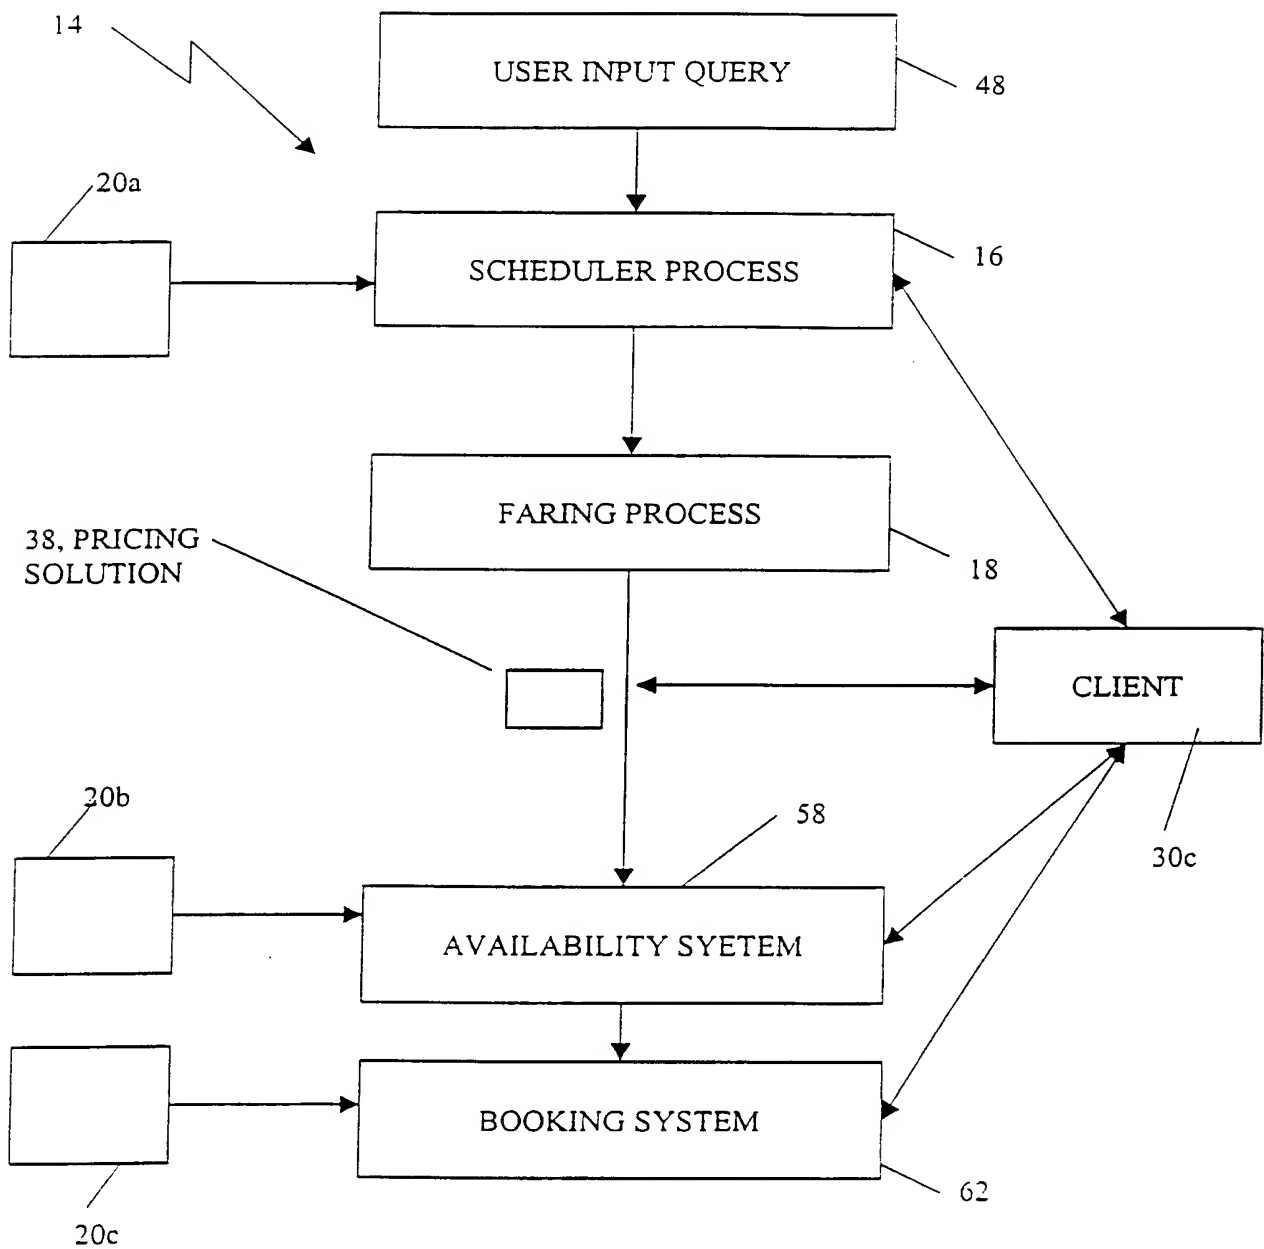 14
USER INPUT QUERY
48
20a
SCHEDULER PROCESS
16
FARING PROCESS
18
38, PRICING
SOLUTION
CLIENT
30c
20b
58
AVAILABILITY SYETEM
BOOKING SYSTEM
62
20c